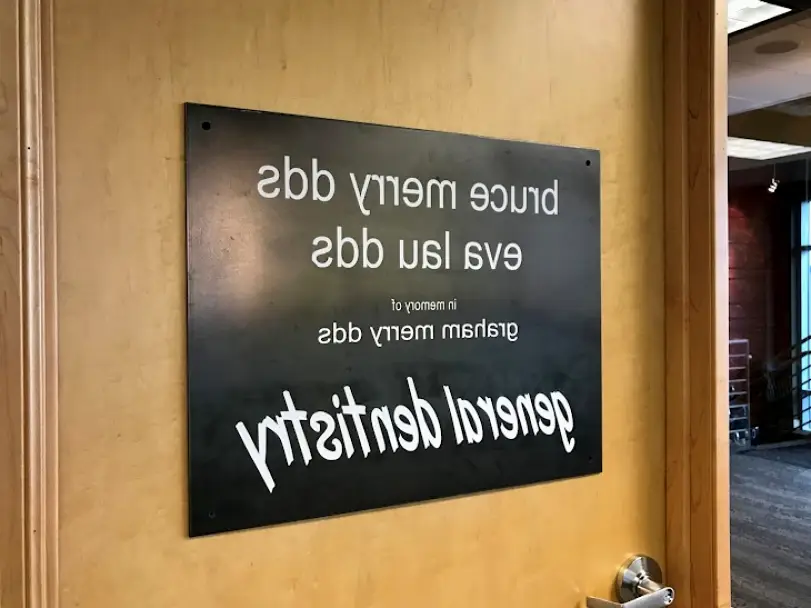 bruce merry dds
eva lau dds
in memory of
graham merry dds
general dentistry